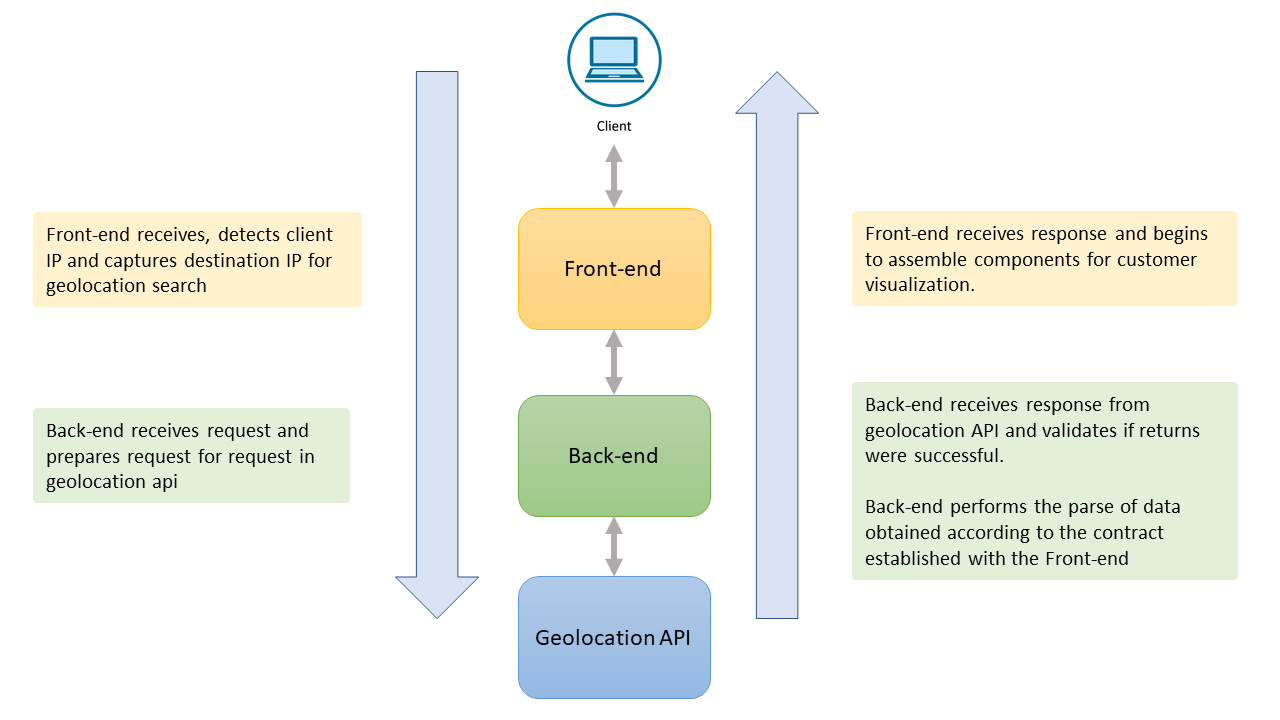 Client
Front-end receives, detects client
IP and captures destination IP for
geolocation search
Front-end
Front-end receives response and begins
to assemble components for customer
visualization.
Back-end receives request and
prepares request for request in
geolocation api
Back-end
Back-end receives response from
geolocation API and validates if returns
were successful.
Back-end performs the parse of data
obtained according to the contract
established with the Front-end
Geolocation API